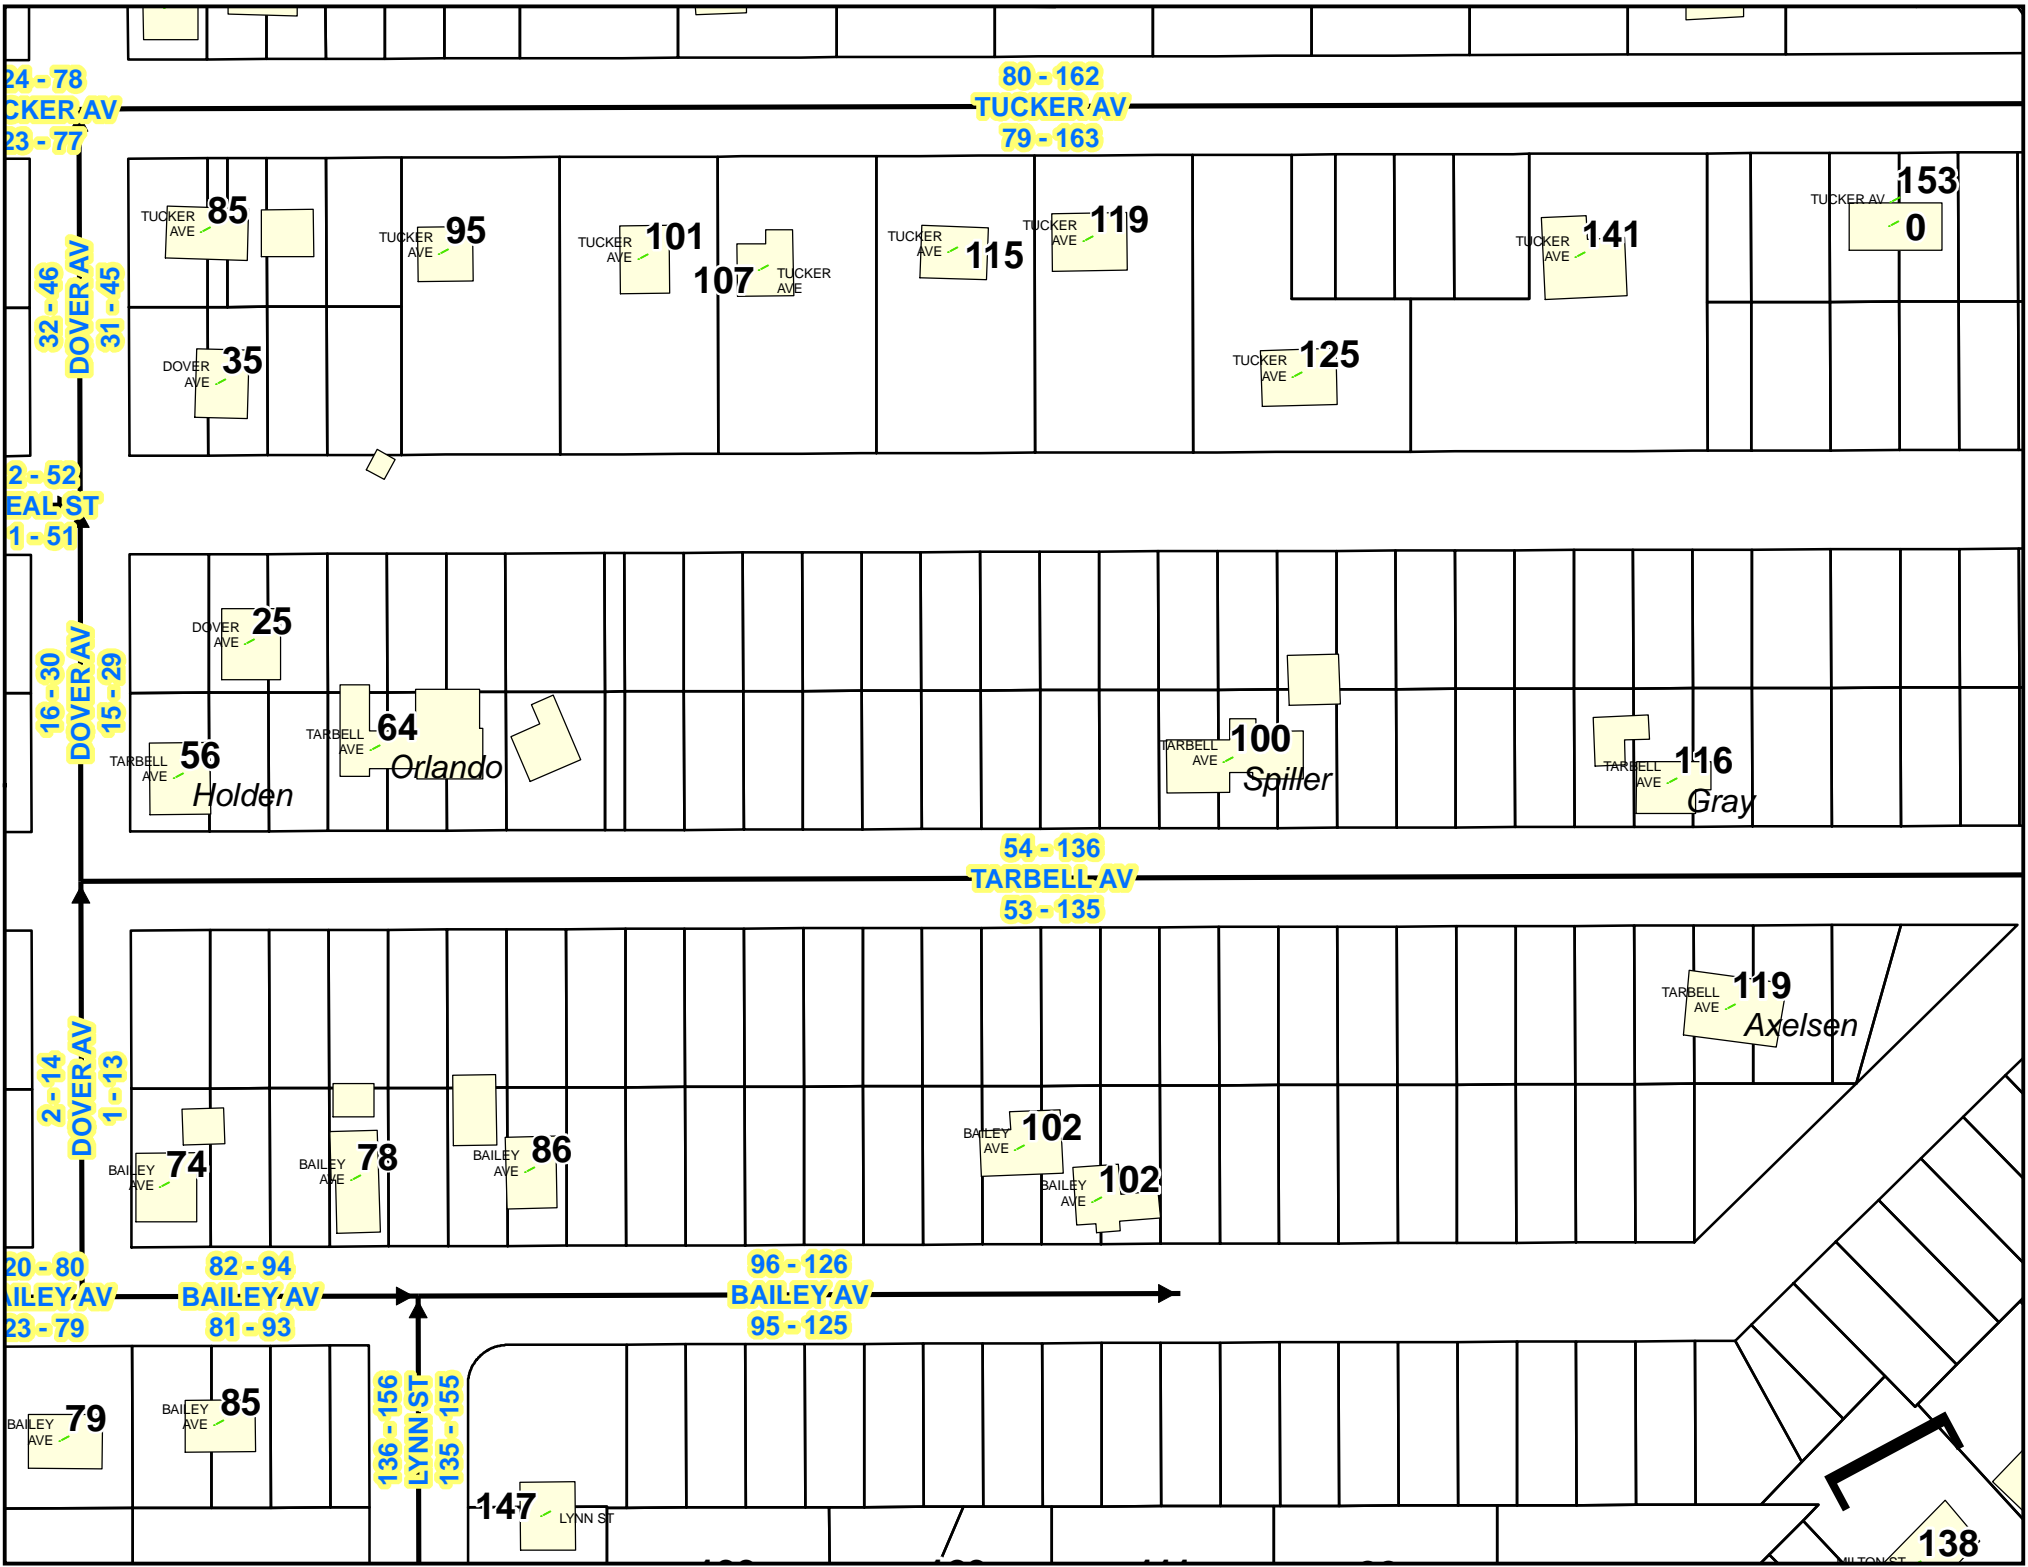 24 - 78
CKER AV
23 - 77
80 - 162
TUCKER AV
79 - 163
TUCKER AVE 85
TUCKER AVE 95
TUCKER AVE 101
107 TUCKER AVE
TUCKER AVE 115
TUCKER AVE 119
TUCKER AVE 141
TUCKER AV 153
0
32 - 46
DOVER AV
31 - 45
DOVER AVE 35
TUCKER AVE 125
2 - 52
EAL ST
1 - 51
16 - 30
DOVER AV
15 - 29
DOVER AVE 25
TARBELL AVE 56
Holden
TARBELL AVE 64
Orlando
TARBELL AVE 100
Spiller
TARBELL AVE 116
Gray
54 - 136
TARBELL AV
53 - 135
TARBELL AVE 119
Axelsen
2 - 14
DOVER AV
1 - 13
BAILEY AVE 74
BAILEY AVE 78
BAILEY AVE 86
BAILEY AVE 102
BAILEY AVE 102
20 - 80
AILEY AV
23 - 79
82 - 94
BAILEY AV
81 - 93
96 - 126
BAILEY AV
95 - 125
BAILEY AVE 79
BAILEY AVE 85
136 - 156
LYNN ST
135 - 155
147 LYNN ST
138